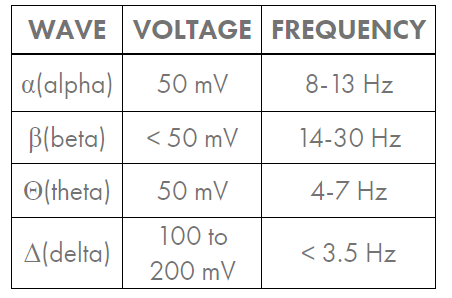 WAVE VOLTAGE FREQUENCY
α(alpha) 50 mV 8-13 Hz
β(beta) < 50 mV 14-30 Hz
Θ(theta) 50 mV 4-7 Hz
Δ(delta) 100 to 200 mV < 3.5 Hz